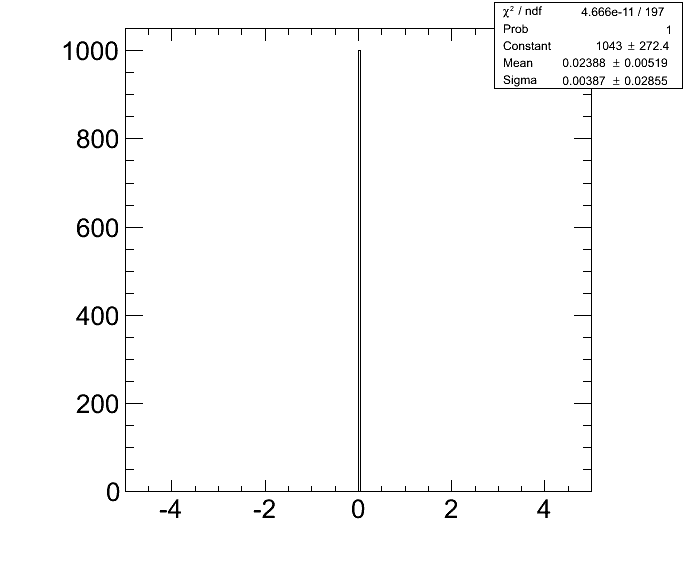 χ² / ndf 4.666e-11 / 197
Prob 1
Constant 1043 ± 272.4
Mean 0.02388 ± 0.00519
Sigma 0.00387 ± 0.02855
1000
800
600
400
200
0
-4 -2 0 2 4